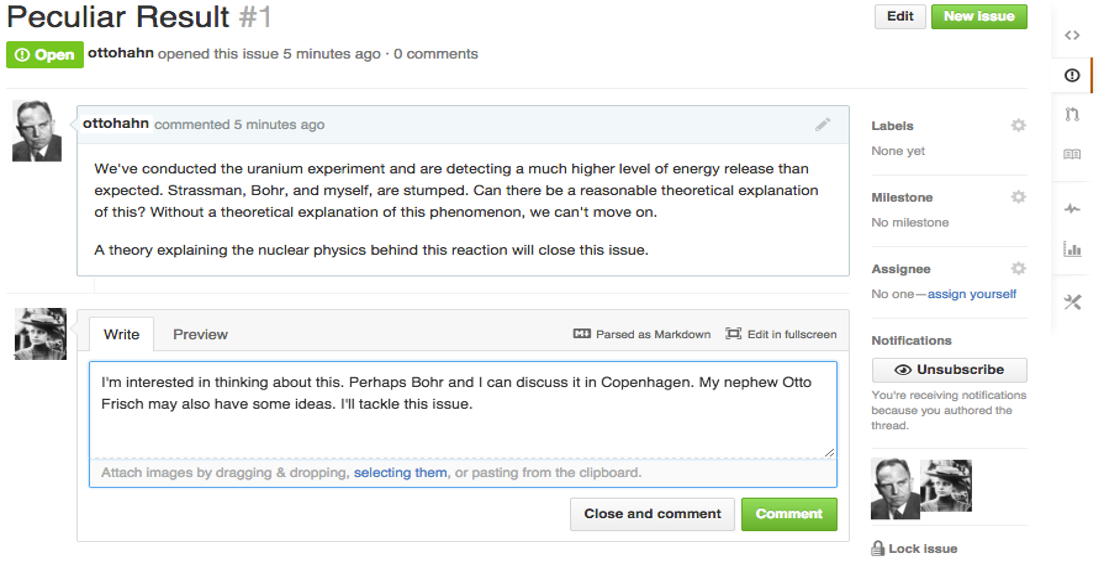 Peculiar Result #1
Edit
New issue
Open ottohahn opened this issue 5 minutes ago · 0 comments
ottohahn commented 5 minutes ago
We've conducted the uranium experiment and are detecting a much higher level of energy release than
expected. Strassman, Bohr, and myself, are stumped. Can there be a reasonable theoretical explanation
of this? Without a theoretical explanation of this phenomenon, we can't move on.
A theory explaining the nuclear physics behind this reaction will close this issue.
Write
Preview
Parsed as Markdown
Edit in fullscreen
I'm interested in thinking about this. Perhaps Bohr and I can discuss it in Copenhagen. My nephew Otto
Frisch may also have some ideas. I'll tackle this issue.
Attach images by dragging & dropping, selecting them, or pasting from the clipboard.
Close and comment
Comment
Labels
None yet
Milestone
No milestone
Assignee
No one—assign yourself
Notifications
Unsubscribe
You're receiving notifications
because you authored the
thread.
Lock issue